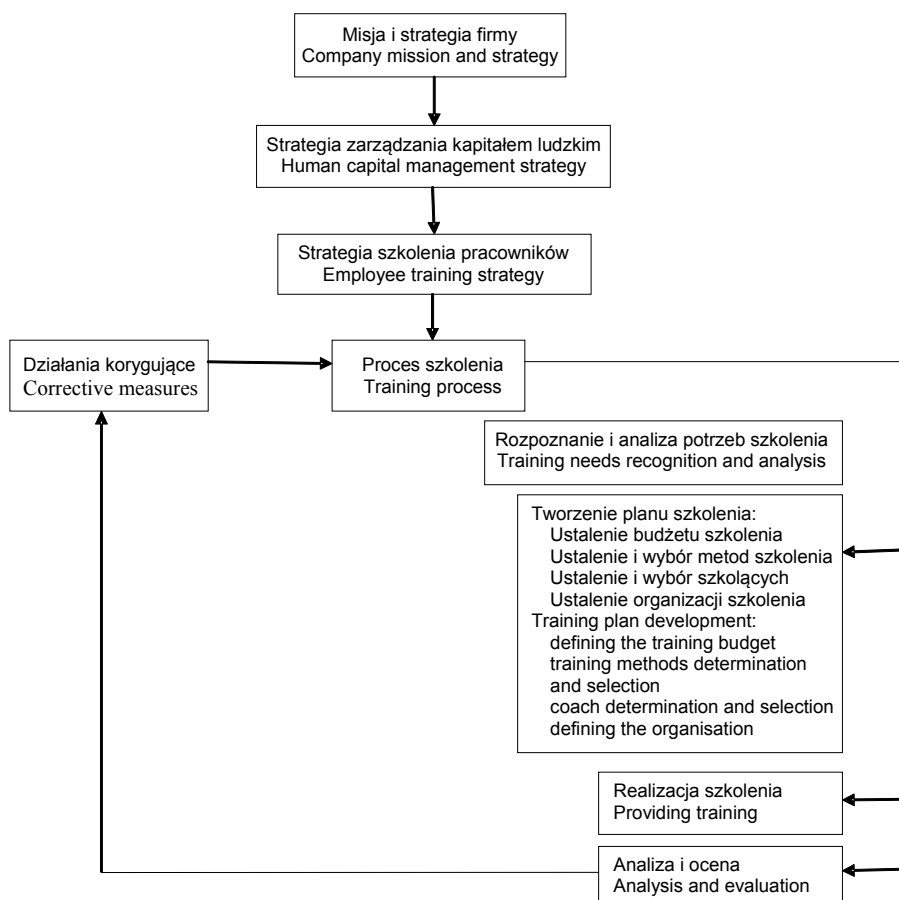 Misja i strategia firmy
Company mission and strategy
Strategia zarządzania kapitałem ludzkim
Human capital management strategy
Strategia szkolenia pracowników
Employee training strategy
Działania korygujące
Corrective measures
Proces szkolenia
Training process
Rozpoznanie i analiza potrzeb szkolenia
Training needs recognition and analysis
Tworzenie planu szkolenia:
Ustalenie budżetu szkolenia
Ustalenie i wybór metod szkolenia
Ustalenie i wybór szkolących
Ustalenie organizacji szkolenia
Training plan development:
defining the training budget
training methods determination
and selection
coach determination and selection
defining the organisation
Realizacja szkolenia
Providing training
Analiza i ocena
Analysis and evaluation